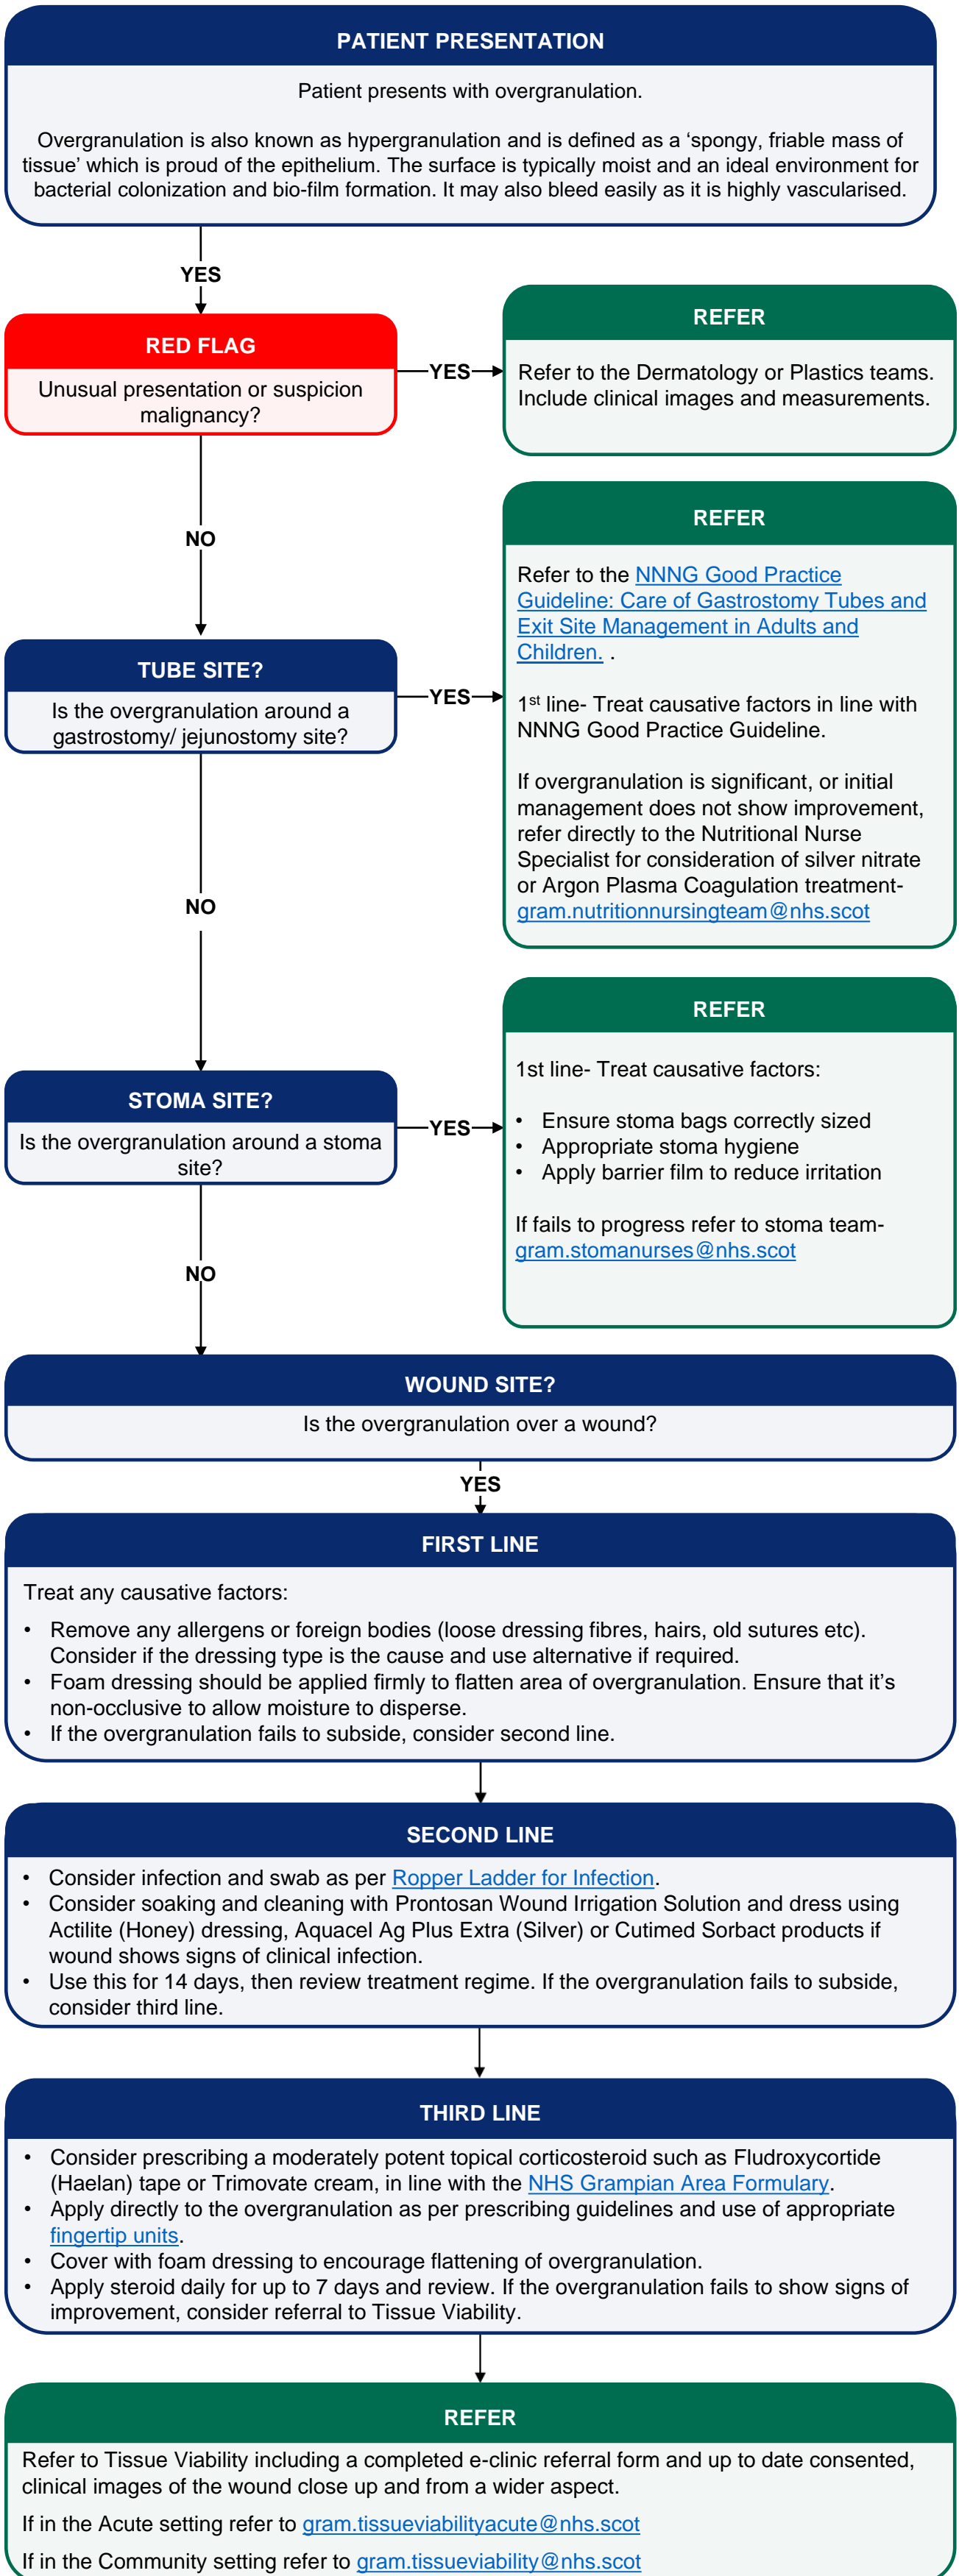 PATIENT PRESENTATION
Patient presents with overgranulation.
Overgranulation is also known as hypergranulation and is defined as a ‘spongy, friable mass of
tissue’ which is proud of the epithelium. The surface is typically moist and an ideal environment for
bacterial colonization and bio-film formation. It may also bleed easily as it is highly vascularised.
YES
RED FLAG
Unusual presentation or suspicion
malignancy?
YES
REFER
Refer to the Dermatology or Plastics teams.
Include clinical images and measurements.
NO
TUBE SITE?
Is the overgranulation around a
gastrostomy/ jejunostomy site?
YES
REFER
Refer to the NNNG Good Practice
Guideline: Care of Gastrostomy Tubes and
Exit Site Management in Adults and
Children. .
1st line- Treat causative factors in line with
NNNG Good Practice Guideline.
If overgranulation is significant, or initial
management does not show improvement,
refer directly to the Nutritional Nurse
Specialist for consideration of silver nitrate
or Argon Plasma Coagulation treatment-
gram.nutritionnursingteam@nhs.scot
NO
STOMA SITE?
Is the overgranulation around a stoma
site?
YES
REFER
1st line- Treat causative factors:
• Ensure stoma bags correctly sized
• Appropriate stoma hygiene
• Apply barrier film to reduce irritation
If fails to progress refer to stoma team-
gram.stomanurses@nhs.scot
NO
WOUND SITE?
Is the overgranulation over a wound?
YES
FIRST LINE
Treat any causative factors:
• Remove any allergens or foreign bodies (loose dressing fibres, hairs, old sutures etc).
Consider if the dressing type is the cause and use alternative if required.
• Foam dressing should be applied firmly to flatten area of overgranulation. Ensure that it’s
non-occlusive to allow moisture to disperse.
• If the overgranulation fails to subside, consider second line.
SECOND LINE
• Consider infection and swab as per Ropper Ladder for Infection.
• Consider soaking and cleaning with Prontosan Wound Irrigation Solution and dress using
Actilite (Honey) dressing, Aquacel Ag Plus Extra (Silver) or Cutimed Sorbact products if
wound shows signs of clinical infection.
• Use this for 14 days, then review treatment regime. If the overgranulation fails to subside,
consider third line.
THIRD LINE
• Consider prescribing a moderately potent topical corticosteroid such as Fludroxycortide
(Haelan) tape or Trimovate cream, in line with the NHS Grampian Area Formulary.
• Apply directly to the overgranulation as per prescribing guidelines and use of appropriate
fingertip units.
• Cover with foam dressing to encourage flattening of overgranulation.
• Apply steroid daily for up to 7 days and review. If the overgranulation fails to show signs of
improvement, consider referral to Tissue Viability.
REFER
Refer to Tissue Viability including a completed e-clinic referral form and up to date consented,
clinical images of the wound close up and from a wider aspect.
If in the Acute setting refer to gram.tissueviabilityacute@nhs.scot
If in the Community setting refer to gram.tissueviability@nhs.scot